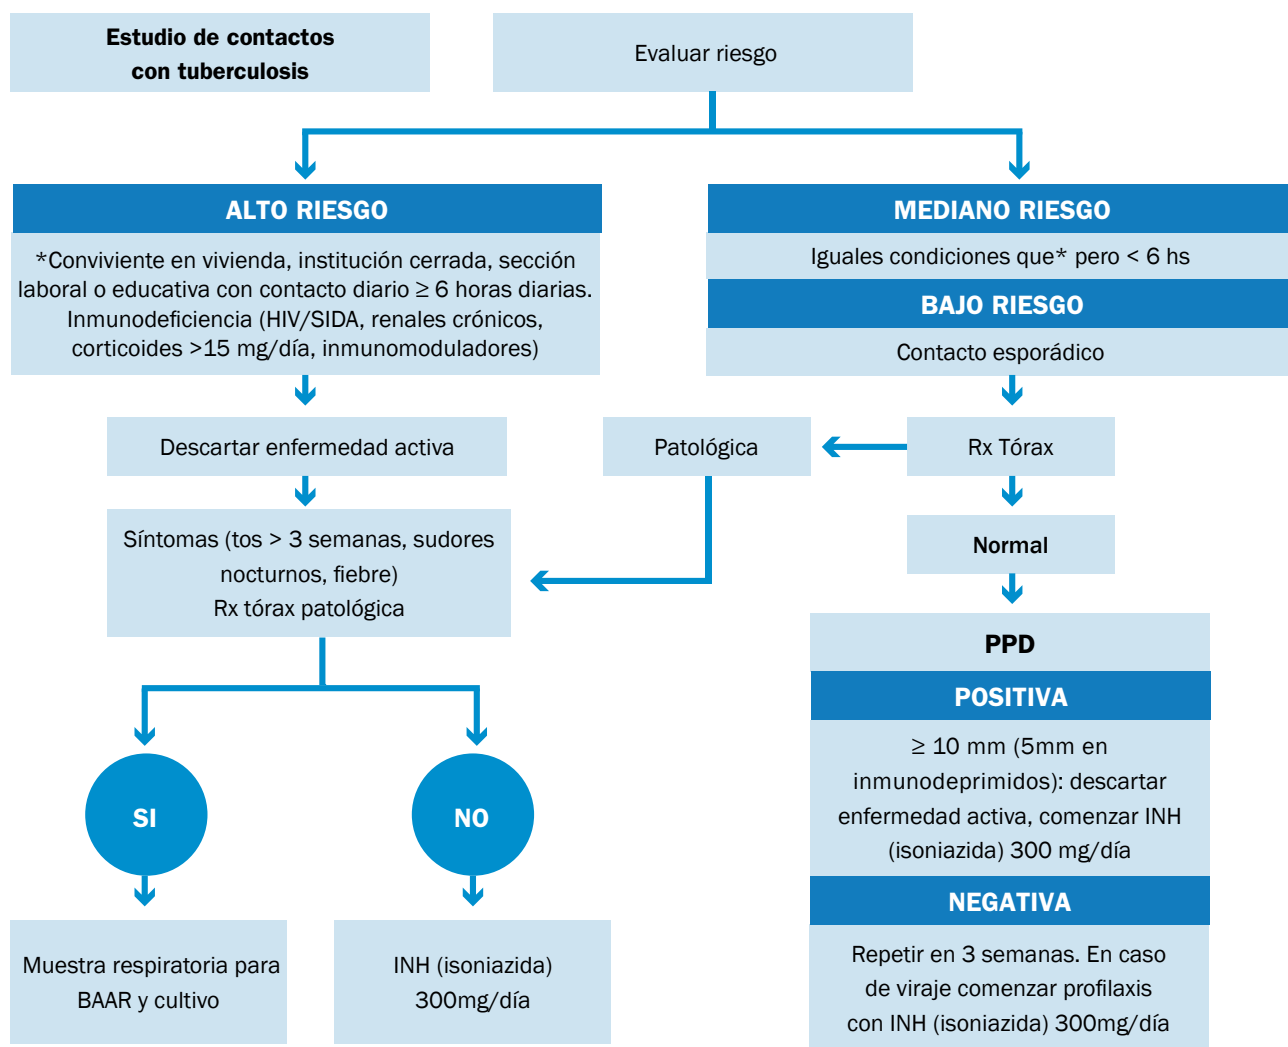 Estudio de contactos
con tuberculosis
Evaluar riesgo
ALTO RIESGO
*Conviviente en vivienda, institución cerrada, sección
laboral o educativa con contacto diario ≥ 6 horas diarias.
Inmunodeficiencia (HIV/SIDA, renales crónicos,
corticoides >15 mg/día, inmunomoduladores)
MEDIANO RIESGO
Iguales condiciones que* pero < 6 hs
BAJO RIESGO
Contacto esporádico
Descartar enfermedad activa
Patológica
Rx Tórax
Síntomas (tos > 3 semanas, sudores
nocturnos, fiebre)
Rx tórax patológica
Normal
PPD
POSITIVA
≥ 10 mm (5mm en
inmunodeprimidos): descartar
enfermedad activa, comenzar INH
(isoniazida) 300 mg/día
NEGATIVA
Repetir en 3 semanas. En caso
de viraje comenzar profilaxis
con INH (isoniazida) 300mg/día
SI
NO
Muestra respiratoria para
BAAR y cultivo
INH (isoniazida)
300mg/día